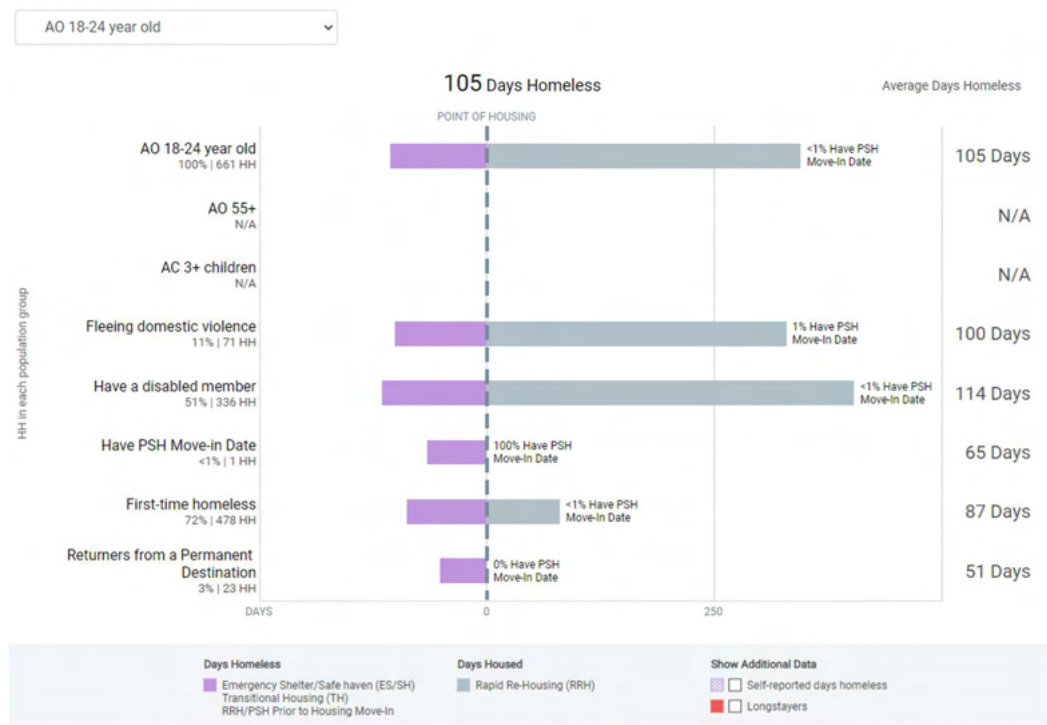 AO 18-24 year old
105 Days Homeless
Average Days Homeless
POINT OF HOUSING
HH in each population group
AO 18-24 year old
100% | 661 HH
<1% Have PSH
Move-In Date
105 Days
AO 55+
N/A
N/A
AC 3+ children
N/A
N/A
Fleeing domestic violence
11% | 71 HH
1% Have PSH
Move-In Date
100 Days
Have a disabled member
51% | 336 HH
<1% Have PSH
Move-In Date
114 Days
Have PSH Move-in Date
<1% | 1 HH
100% Have PSH
Move-In Date
65 Days
First-time homeless
72% | 478 HH
<1% Have PSH
Move-In Date
87 Days
Returners from a Permanent
Destination
3% | 23 HH
0% Have PSH
Move-In Date
51 Days
DAYS
0
250
Days Homeless
Emergency Shelter/Safe haven (ES/SH)
Transitional Housing (TH)
RRH/PSH Prior to Housing Move-In
Days Housed
Rapid Re-Housing (RRH)
Show Additional Data
Self-reported days homeless
Longstayers